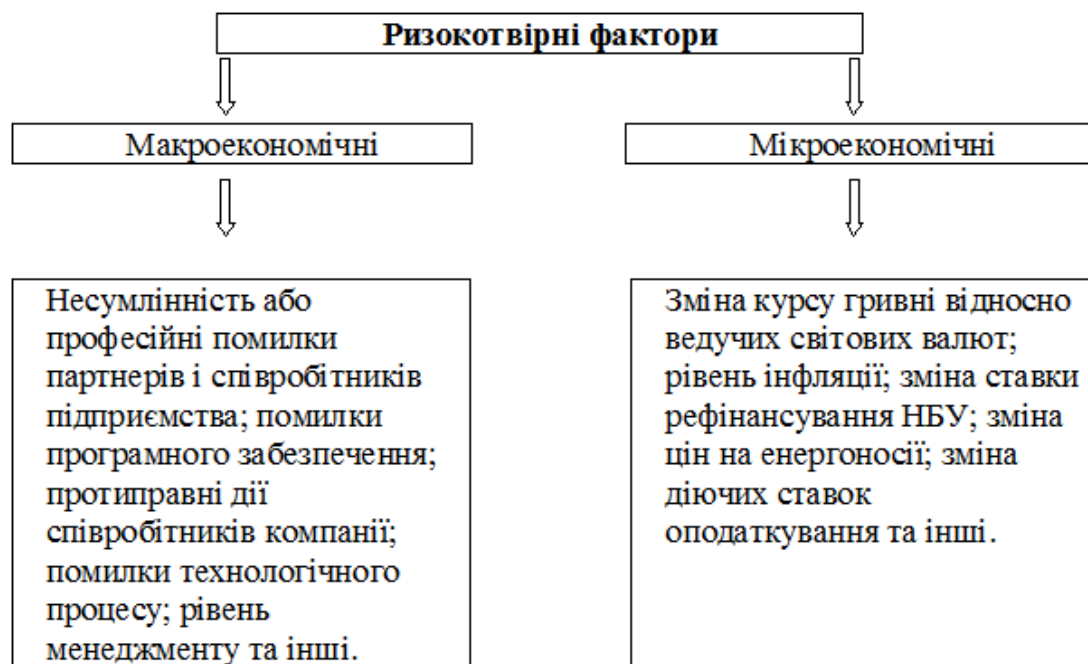 Ризокотвірні фактори
Макроекономічні
Мікроекономічні
Несумлінність або
професійні помилки
партнерів і співробітників
підприємства; помилки
програмного забезпечення;
протиправні дії
співробітників компанії;
помилки технологічного
процесу; рівень
менеджменту та інші.
Зміна курсу гривні відносно
ведучих світових валют;
рівень інфляції; зміна ставки
рефінансування НБУ; зміна
цін на енергоносії; зміна
діючих ставок
оподаткування та інші.